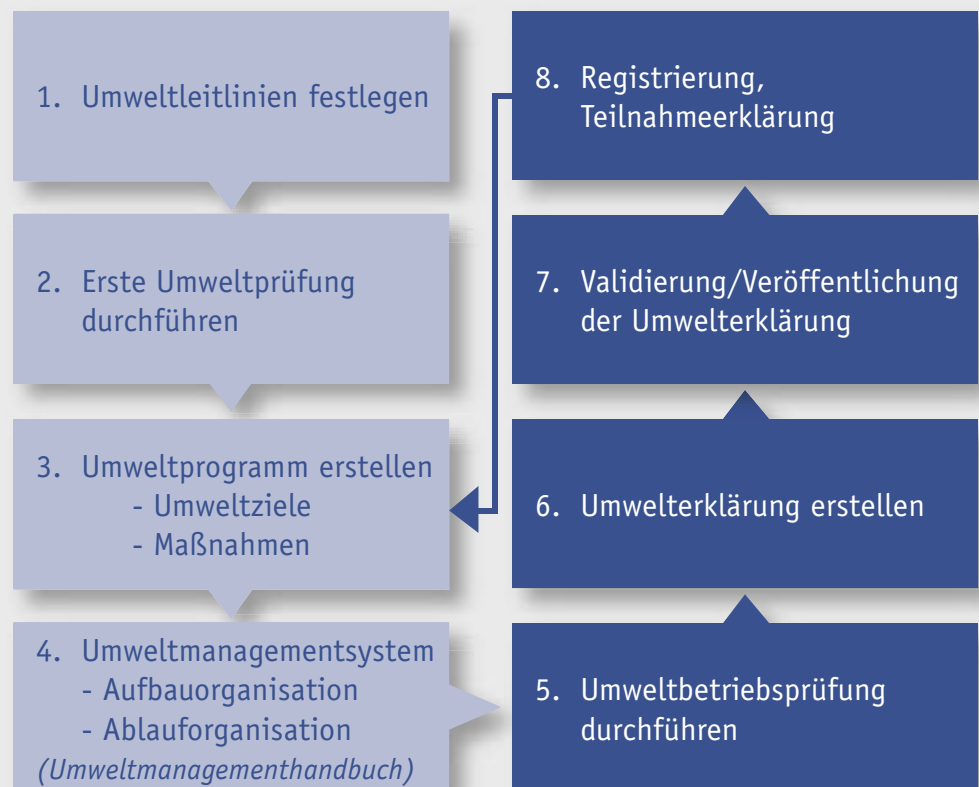 1. Umweltleitlinien festlegen
2. Erste Umweltprüfung
durchführen
3. Umweltprogramm erstellen
- Umweltziele
- Maßnahmen
4. Umweltmanagementsystem
- Aufbauorganisation
- Ablauforganisation
(Umweltmanagementhandbuch)
5. Umweltbetriebsprüfung
durchführen
6. Umwelterklärung erstellen
7. Validierung/Veröffentlichung
der Umwelterklärung
8. Registrierung,
Teilnahmeerklärung